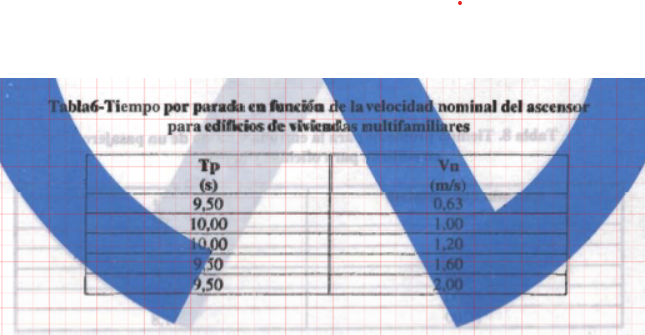 Tabla6-Tiempo por parada en función de la velocidad nominal del ascensor
para edificios de viviendas multifamiliares
Tp Vn
(s) (m/s)
9,50 0,63
10,00 1,00
10,00 1,20
9,50 1,60
9,50 2,00